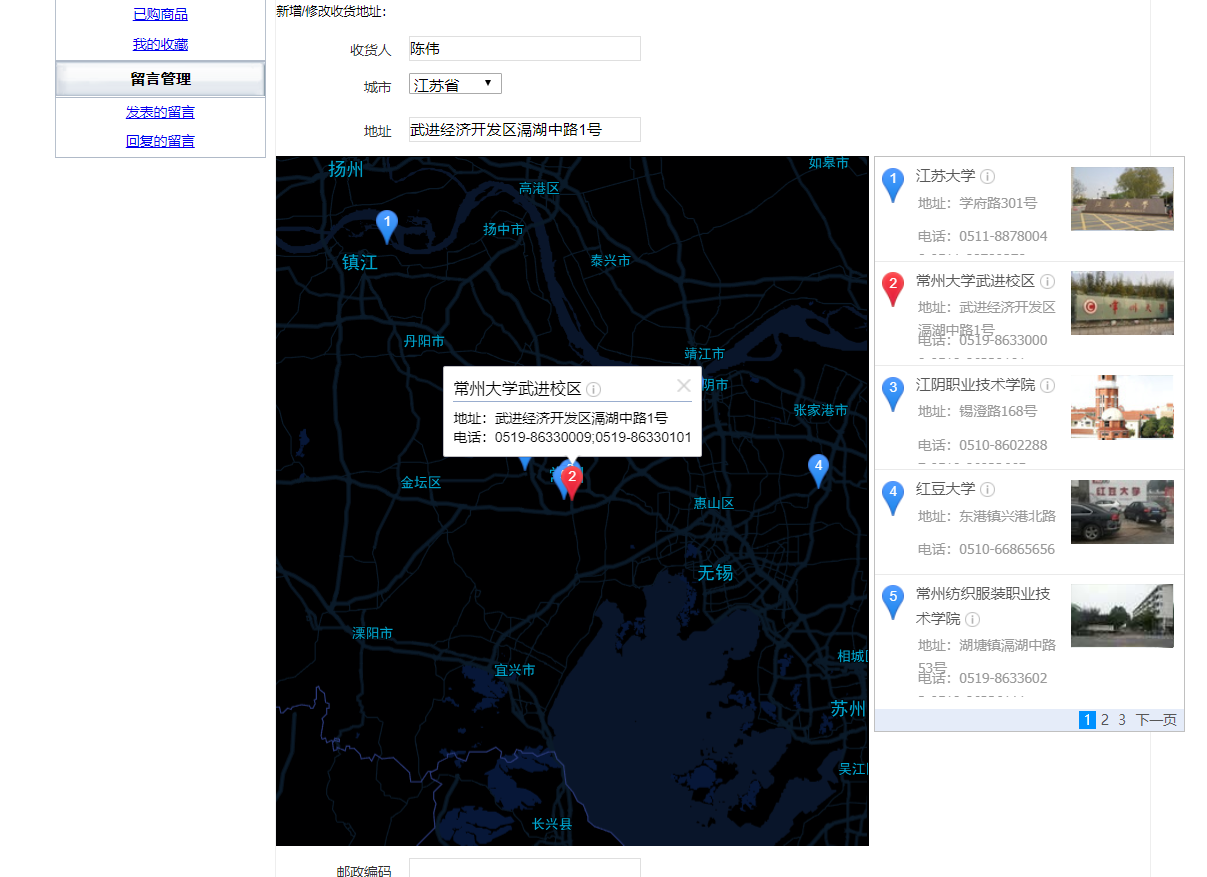 已购商品
我的收藏
留言管理
发表的留言
回复的留言
新增/修改收货地址:
收货人 陈伟
城市 江苏省
地址 武进经济开发区滆湖中路1号
扬州
如皋市
高港区
扬中市
1
镇江
泰兴市
丹阳市
靖江市
阴市
张家港市
常州大学武进校区
地址：武进经济开发区滆湖中路1号
电话：0519-86330009;0519-86330101
2
4
金坛区
惠山区
无锡
溧阳市
宜兴市
相城
苏州
吴江
长兴县
1 江苏大学
地址：学府路301号
电话：0511-8878004
2 常州大学武进校区
地址：武进经济开发区
滆湖中路1号
电话：0519-8633000
3 江阴职业技术学院
地址：锡澄路168号
电话：0510-8602288
4 红豆大学
地址：东港镇兴港北路
电话：0510-66865656
5 常州纺织服装职业技
术学院
地址：湖塘镇滆湖中路
53号
电话：0519-8633602
1 2 3 下一页
邮政编码